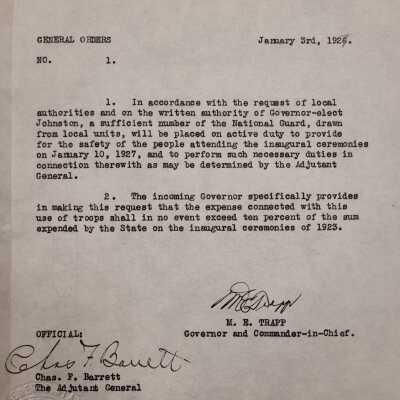 GENERAL ORDERS January 3rd, 1926.
NO. 1.
1. In accordance with the request of local
authorities and on the written authority of Governor-elect
Johnston, a sufficient number of the National Guard, drawn
from local units, will be placed on active duty to provide
for the safety of the people attending the inaugural ceremonies
on January 10, 1927, and to perform such necessary duties in
connection therewith as may be determined by the Adjutant
General.
2. The incoming Governor specifically provides
in making this request that the expense connected with this
use of troops shall in no event exceed ten percent of the sum
expended by the State on the inaugural ceremonies of 1923.
M E Trapp
M. E. TRAPP
Governor and Commander-in-Chief.
OFFICIAL:
Chas F. Barrett
Chas. F. Barrett
The Adjutant General